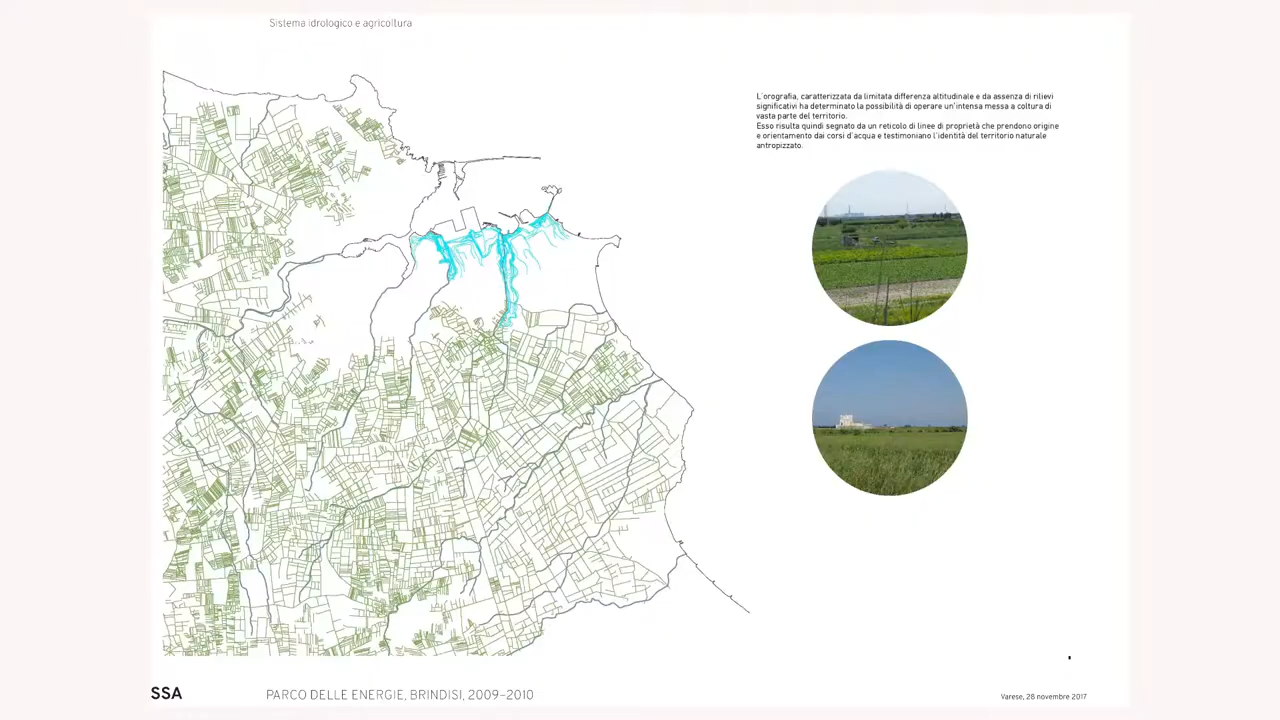 Sistema idrologico e agricoltura
L'orografia, caratterizzata da limitata differenza altitudinale e da assenza di rilievi
significativi ha determinato la possibilità di operare un'intensa messa a coltura di
vasta parte del territorio.
Esso risulta quindi segnato da un reticolo di linee di proprietà che prendono origine
e orientamento dai corsi d'acqua e testimoniano l'identità del territorio naturale
antropizzato.
SSA
PARCO DELLE ENERGIE, BRINDISI, 2009-2010
Varese, 28 novembre 2017